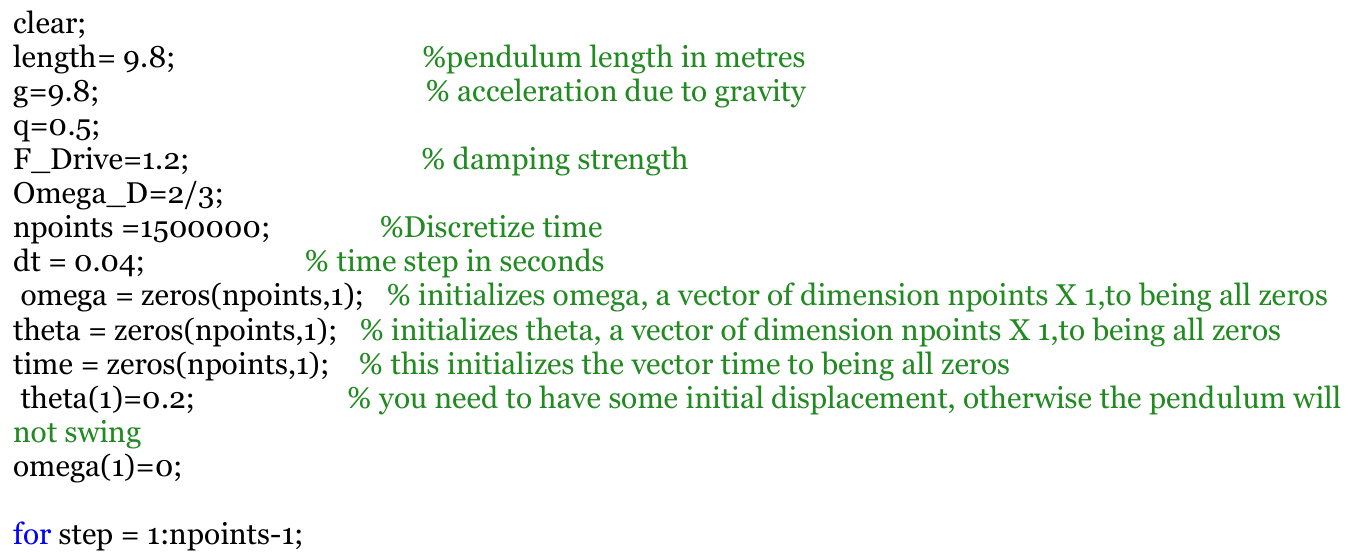 clear;
length= 9.8; %pendulum length in metres
g=9.8; % acceleration due to gravity
q=0.5;
F_Drive=1.2; % damping strength
Omega_D=2/3;
npoints =1500000; %Discretize time
dt = 0.04; % time step in seconds
omega = zeros(npoints,1); % initializes omega, a vector of dimension npoints X 1,to being all zeros
theta = zeros(npoints,1); % initializes theta, a vector of dimension npoints X 1,to being all zeros
time = zeros(npoints,1); % this initializes the vector time to being all zeros
theta(1)=0.2; % you need to have some initial displacement, otherwise the pendulum will
not swing
omega(1)=0;
for step = 1:npoints-1;